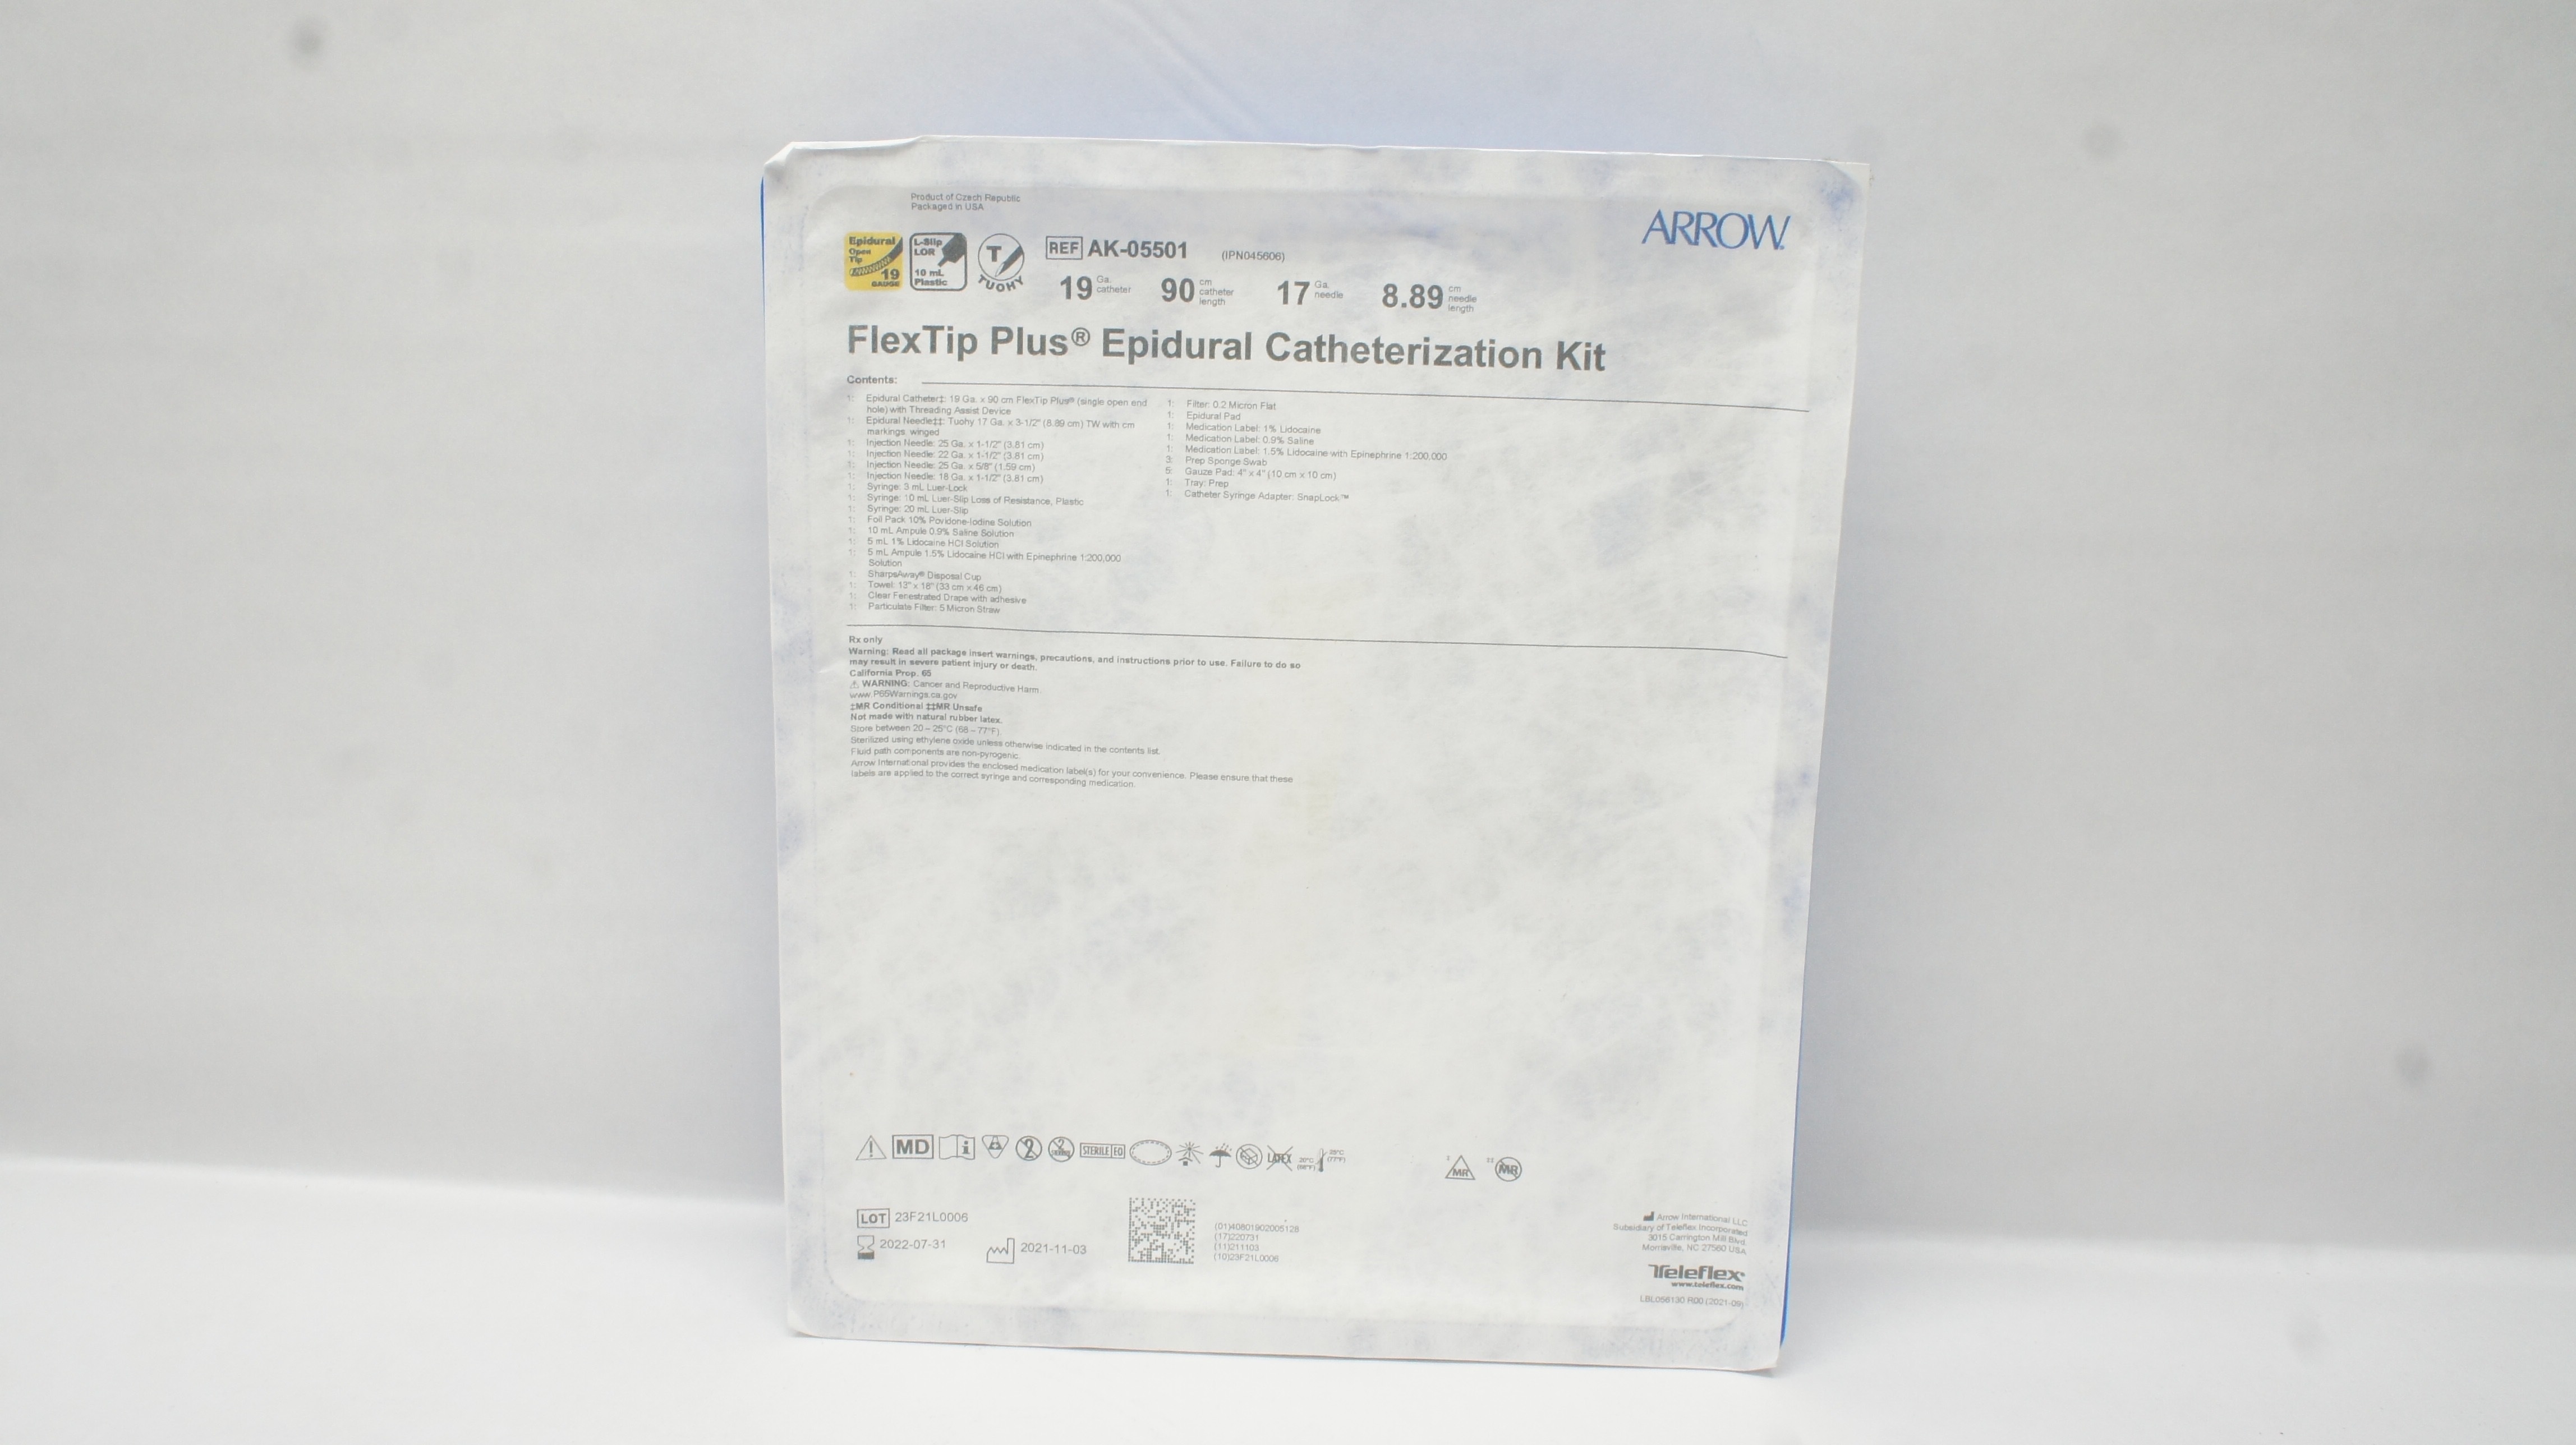 Product of Czech Republic
Packaged in USA
ARROW
Epidural
Open
Tip
19
GAUGE
L-Slip
LOR
10 mL
Plastic
T
TUOHY
REF AK-05501 (IPN045606)
19 Ga. catheter 90 cm catheter length 17 Ga. needle 8.89 cm needle length
FlexTip Plus® Epidural Catheterization Kit
Contents:
1: Epidural Catheter‡: 19 Ga. x 90 cm FlexTip Plus® (single open end
hole) with Threading Assist Device
1: Epidural Needle‡‡: Tuohy 17 Ga. x 3-1/2" (8.89 cm) TW with cm
markings, winged
1: Injection Needle: 25 Ga. x 1-1/2" (3.81 cm)
1: Injection Needle: 22 Ga. x 1-1/2" (3.81 cm)
1: Injection Needle: 25 Ga. x 5/8" (1.59 cm)
1: Injection Needle: 18 Ga. x 1-1/2" (3.81 cm)
1: Syringe: 3 mL Luer-Lock
1: Syringe: 10 mL Luer-Slip Loss of Resistance, Plastic
1: Syringe: 20 mL Luer-Slip
1: Foil Pack 10% Povidone-Iodine Solution
1: 10 mL Ampule 0.9% Saline Solution
1: 5 mL 1% Lidocaine HCl Solution
1: 5 mL Ampule 1.5% Lidocaine HCl with Epinephrine 1:200,000
Solution
1: SharpsAway® Disposal Cup
1: Towel: 13" x 18" (33 cm x 46 cm)
1: Clear Fenestrated Drape with adhesive
1: Particulate Filter: 5 Micron Straw
1: Filter: 0.2 Micron Flat
1: Epidural Pad
1: Medication Label: 1% Lidocaine
1: Medication Label: 0.9% Saline
1: Medication Label: 1.5% Lidocaine with Epinephrine 1:200,000
3: Prep Sponge Swab
5: Gauze Pad: 4" x 4" (10 cm x 10 cm)
1: Tray: Prep
1: Catheter Syringe Adapter: SnapLock™
Rx only
Warning: Read all package insert warnings, precautions, and instructions prior to use. Failure to do so
may result in severe patient injury or death.
California Prop. 65
⚠ WARNING: Cancer and Reproductive Harm
www.P65Warnings.ca.gov
‡MR Conditional ‡‡MR Unsafe
Not made with natural rubber latex.
Store between 20 – 25°C (68 – 77°F).
Sterilized using ethylene oxide unless otherwise indicated in the contents list.
Fluid path components are non-pyrogenic.
Arrow International provides the enclosed medication label(s) for your convenience. Please ensure that these
labels are applied to the correct syringe and corresponding medication.
MD STERILE EO LATEX 20°C (68°F) 25°C (77°F) ‡ MR ‡‡ MR
LOT 23F21L0006
2022-07-31 2021-11-03
(01)40801902005128
(17)220731
(11)211103
(10)23F21L0006
Arrow International LLC
Subsidiary of Teleflex Incorporated
3015 Carrington Mill Blvd.
Morrisville, NC 27560 USA
Teleflex
www.teleflex.com
LBL056130 R00 (2021-09)